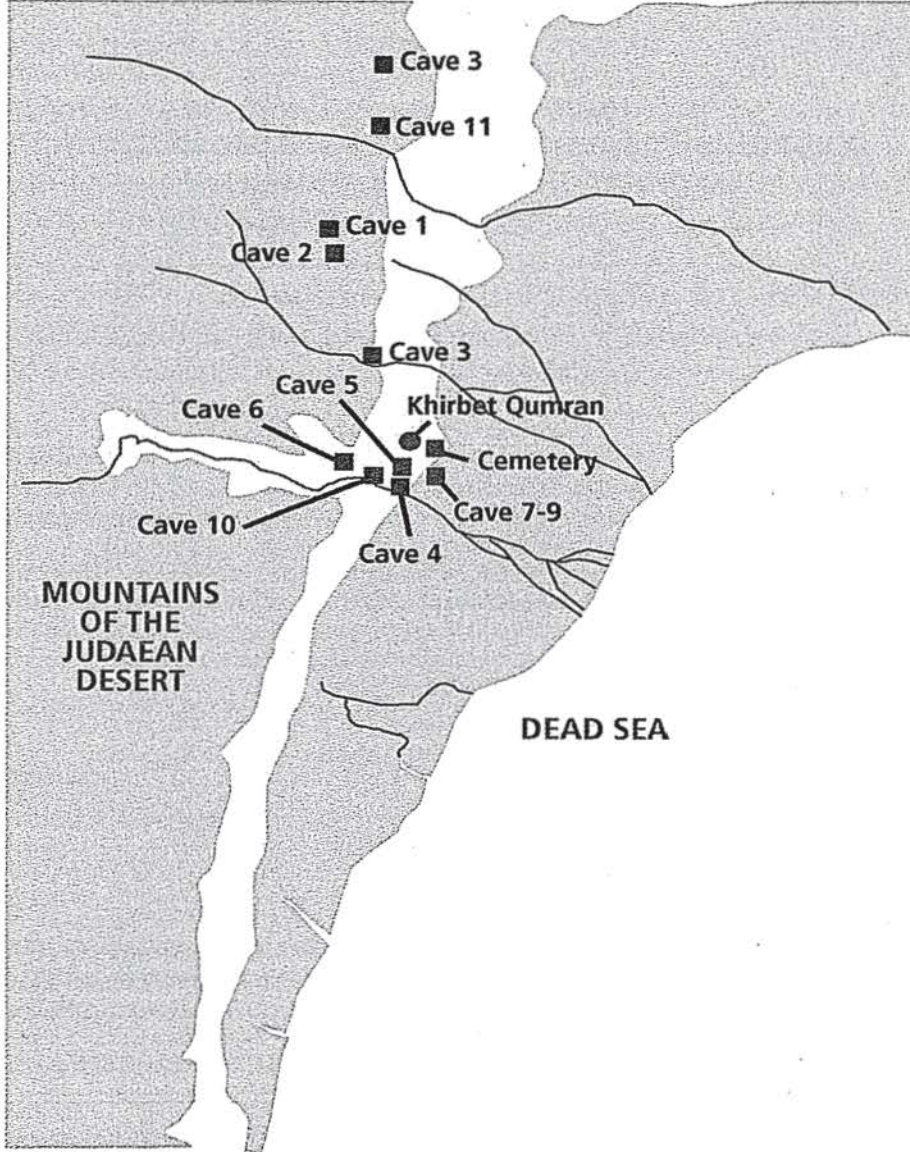 Cave 3
Cave 11
Cave 1
Cave 2
Cave 3
Cave 5
Cave 6
Khirbet Qumran
Cemetery
Cave 7-9
Cave 10
Cave 4
MOUNTAINS
OF THE
JUDAEAN
DESERT
DEAD SEA